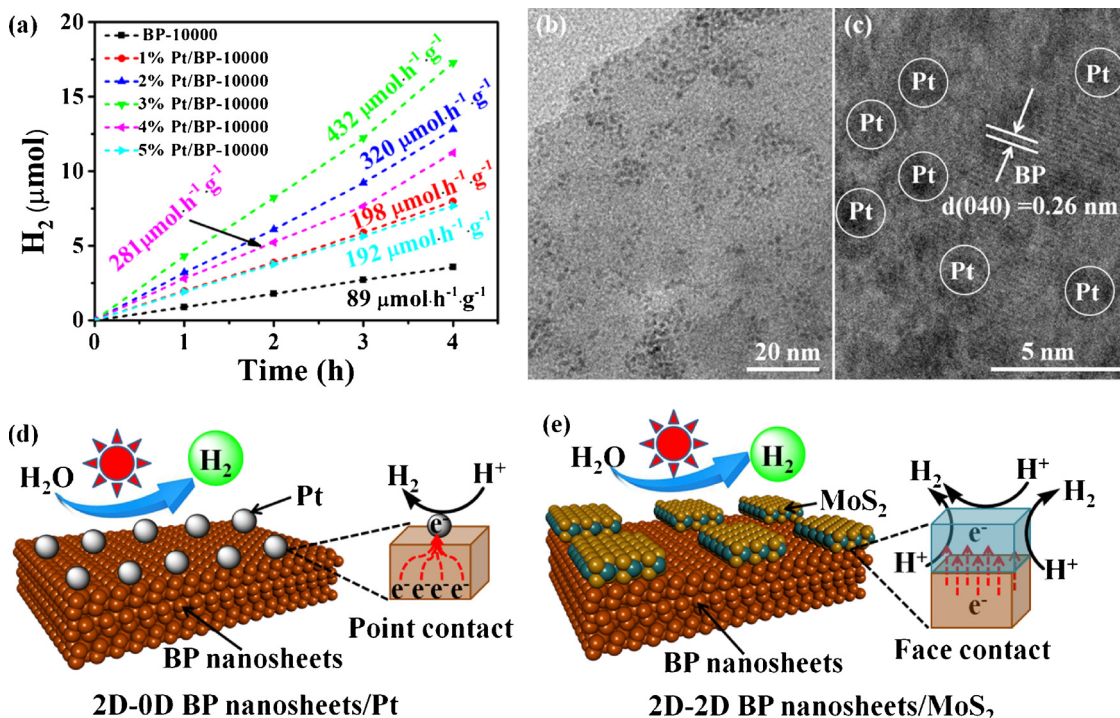 (a)
H₂ (μmol)
20
15
10
5
0
0 1 2 3 4
Time (h)
BP-10000
1% Pt/BP-10000
2% Pt/BP-10000
3% Pt/BP-10000
4% Pt/BP-10000
5% Pt/BP-10000
432 μmol·h⁻¹·g⁻¹
320 μmol·h⁻¹·g⁻¹
281μmol·h⁻¹·g⁻¹
198 μmol·h⁻¹·g⁻¹
192 μmol·h⁻¹·g⁻¹
89 μmol·h⁻¹·g⁻¹
(b)
20 nm
(c)
Pt
Pt
Pt
Pt
Pt
Pt
Pt
BP
d(040) =0.26 nm
5 nm
(d)
H₂O
H₂
Pt
H₂
H⁺
e⁻
e⁻ e⁻ e⁻ e⁻
Point contact
BP nanosheets
2D-0D BP nanosheets/Pt
(e)
H₂O
H₂
MoS₂
H₂
H⁺
H₂
e⁻
H⁺
H⁺
e⁻
Face contact
BP nanosheets
2D-2D BP nanosheets/MoS₂